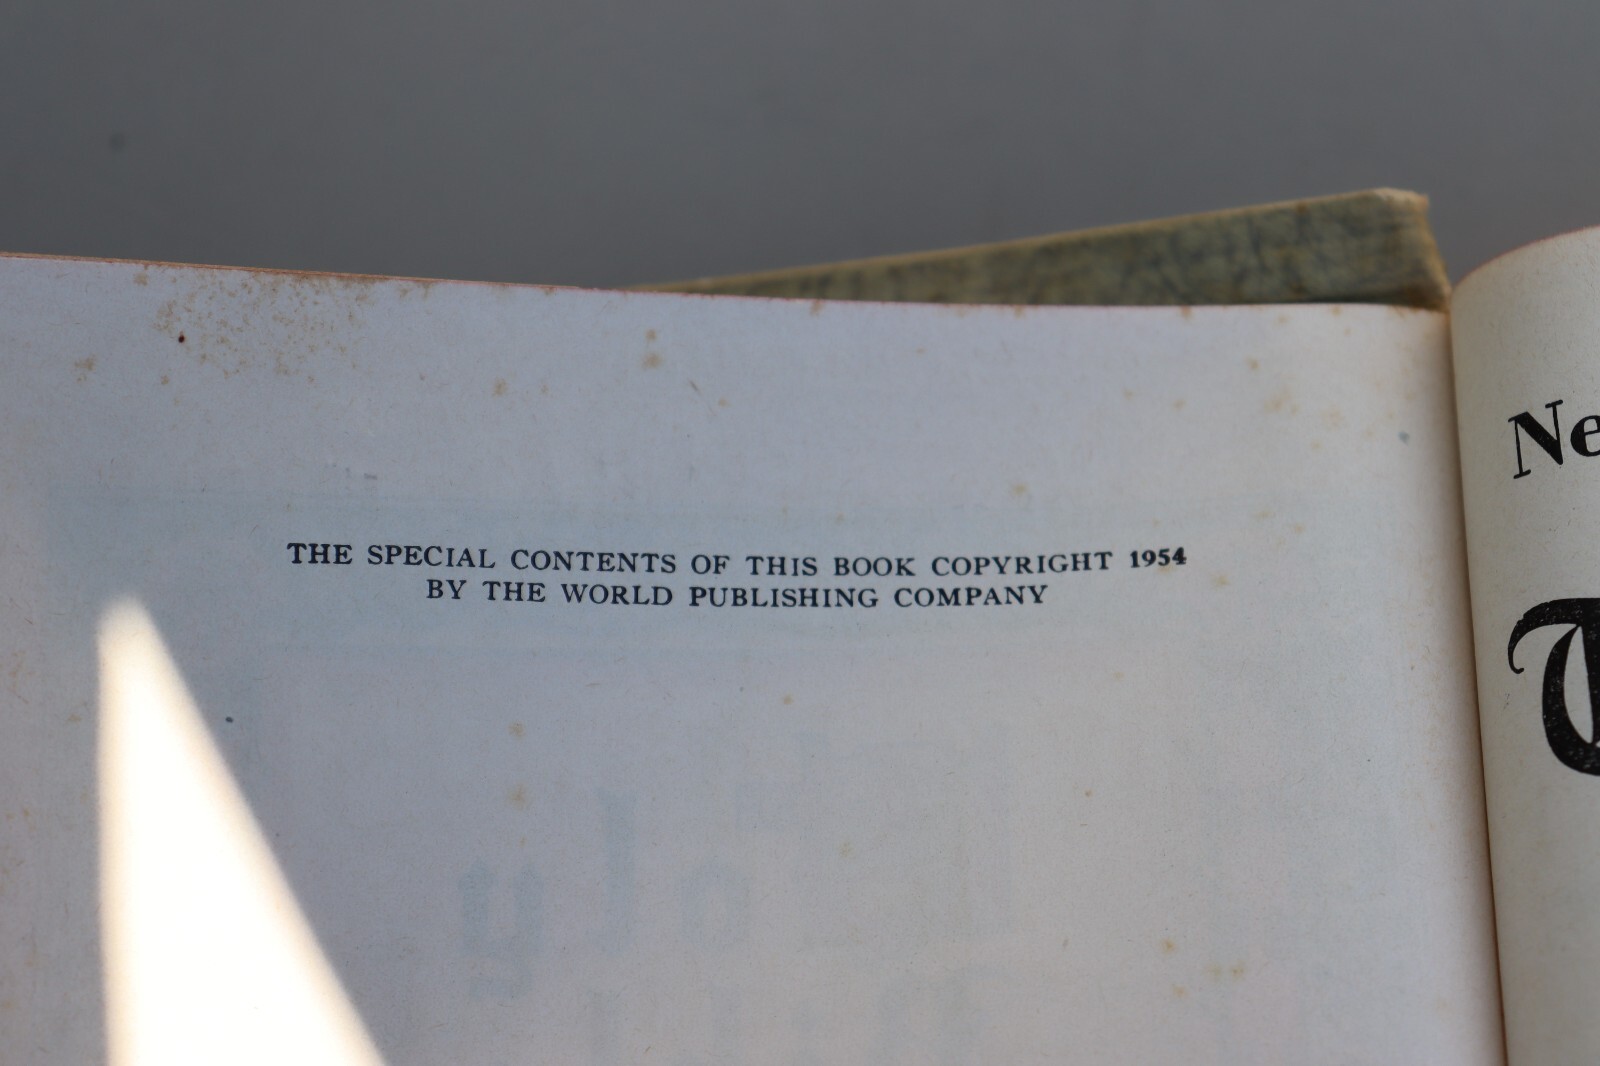 THE SPECIAL CONTENTS OF THIS BOOK COPYRIGHT 1954
BY THE WORLD PUBLISHING COMPANY
Ne
T